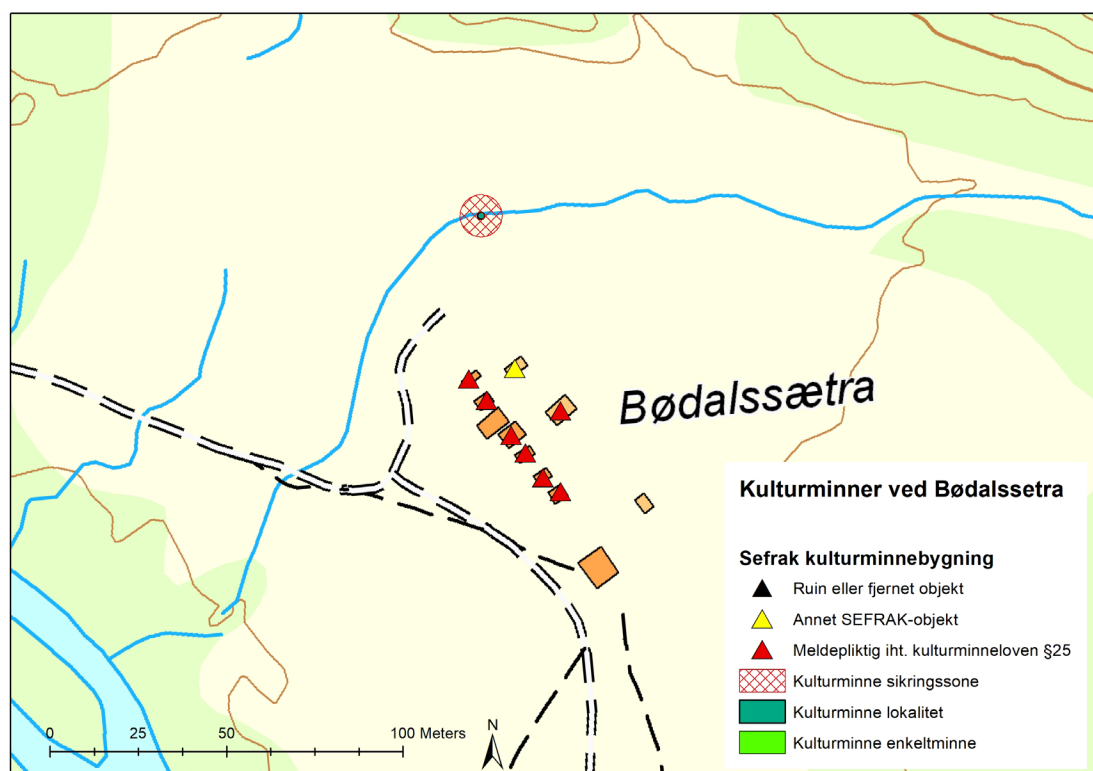 Bødalssætra
Kulturminner ved Bødalssetra
Sefrak kulturminnebygning
Ruin eller fjernet objekt
Annet SEFRAK-objekt
Meldepliktig iht. kulturminneloven §25
Kulturminne sikringssone
Kulturminne lokalitet
Kulturminne enkeltminne
0 25 50 100 Meters
N